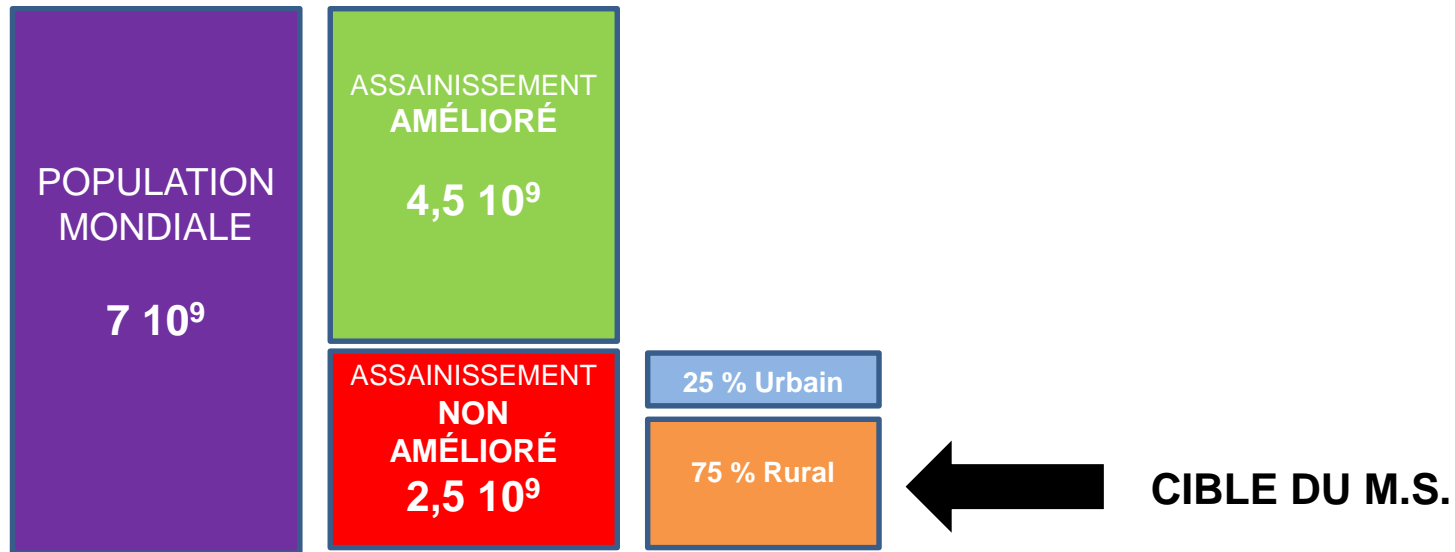 POPULATION
MONDIALE
7 10⁹
ASSAINISSEMENT
AMÉLIORÉ
4,5 10⁹
ASSAINISSEMENT
NON
AMÉLIORÉ
2,5 10⁹
25 % Urbain
75 % Rural
CIBLE DU M.S.